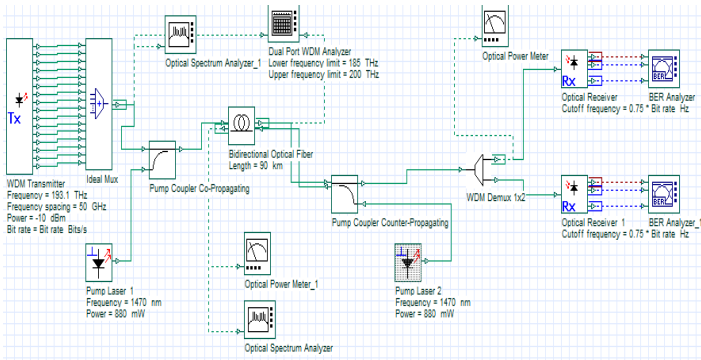 Optical Spectrum Analyzer_1
Dual Port WDM Analyzer
Lower frequency limit = 185 THz
Upper frequency limit = 200 THz
Optical Power Meter
Tx
WDM Transmitter
Frequency = 193.1 THz
Frequency spacing = 50 GHz
Power = -10 dBm
Bit rate = Bit rate Bits/s
Ideal Mux
Pump Coupler Co-Propagating
Bidirectional Optical Fiber
Length = 90 km
Pump Coupler Counter-Propagating
WDM Demux 1x2
Rx
Optical Receiver
Cutoff frequency = 0.75 * Bit rate Hz
BER
BER Analyzer
Rx
Optical Receiver 1
Cutoff frequency = 0.75 * Bit rate Hz
BER
BER Analyzer_1
Pump Laser 1
Frequency = 1470 nm
Power = 880 mW
Optical Power Meter_1
Optical Spectrum Analyzer
Pump Laser 2
Frequency = 1470 nm
Power = 880 mW